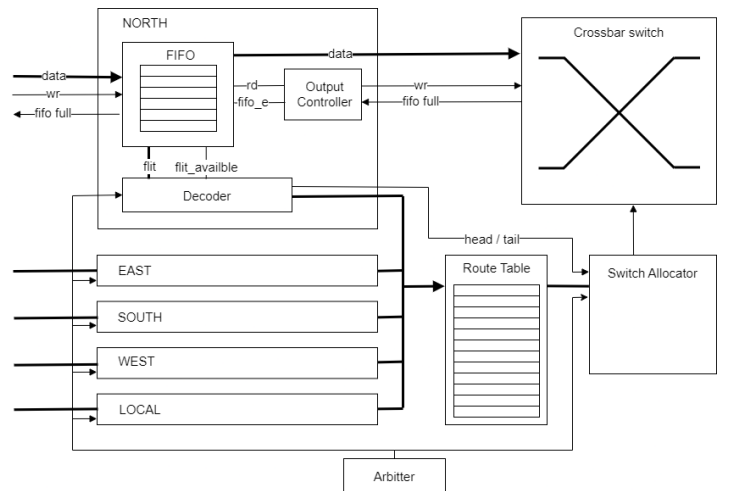 NORTH
Crossbar switch
FIFO
data
data
rd
Output
Controller
wr
wr
fifo_e
fifo full
fifo full
flit
flit_availble
Decoder
head / tail
EAST
Route Table
Switch Allocator
SOUTH
WEST
LOCAL
Arbitter